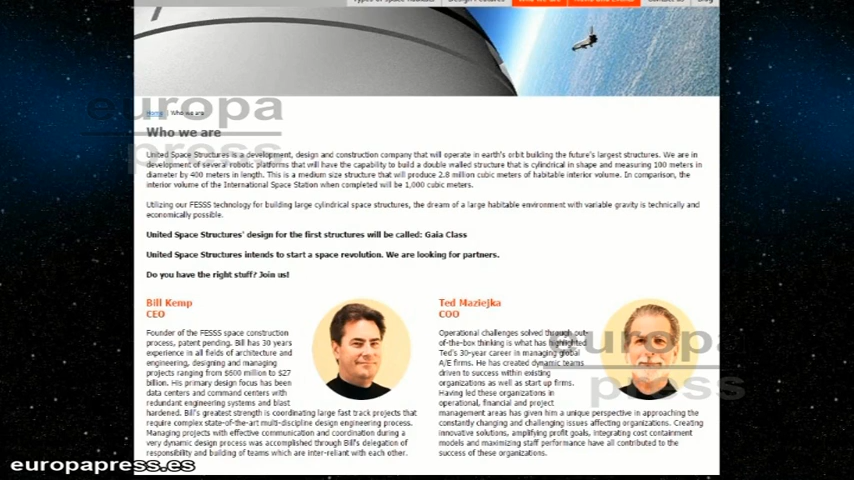 Types of Space Habitats Design Features Who we are News and Events Contact Us Blog
Home | Who we are
Who we are
United Space Structures is a development, design and construction company that will operate in earth's orbit building the future's largest structures. We are in
development of several robotic platforms that will have the capability to build a double walled structure that is cylindrical in shape and measuring 100 meters in
diameter by 400 meters in length. This is a medium size structure that will produce 2.8 million cubic meters of habitable interior volume. In comparison, the
interior volume of the International Space Station when completed will be 1,000 cubic meters.
Utilizing our FESSS technology for building large cylindrical space structures, the dream of a large habitable environment with variable gravity is technically and
economically possible.
United Space Structures' design for the first structures will be called: Gaia Class
United Space Structures intends to start a space revolution. We are looking for partners.
Do you have the right stuff? Join us!
Bill Kemp
CEO
Founder of the FESSS space construction
process, patent pending. Bill has 30 years
experience in all fields of architecture and
engineering, designing and managing
projects ranging from $600 million to $27
billion. His primary design focus has been
data centers and command centers with
redundant engineering systems and blast
hardened. Bill's greatest strength is coordinating large fast track projects that
require complex state-of-the-art multi-discipline design engineering process.
Managing projects with effective communication and coordination during a
very dynamic design process was accomplished through Bill's delegation of
responsibility and building of teams which are inter-reliant with each other.
Ted Maziejka
COO
Operational challenges solved through out-
of-the-box thinking is what has highlighted
Ted's 30-year career in managing global
A/E firms. He has created dynamic teams
driven to success within existing
organizations as well as start up firms.
Having led these organizations in
operational, financial and project
management areas has given him a unique perspective in approaching the
constantly changing and challenging issues affecting organizations. Creating
innovative solutions, amplifying profit goals, integrating cost containment
models and maximizing staff performance have all contributed to the
success of these organizations.
europa
press
europa
press
europapress.es